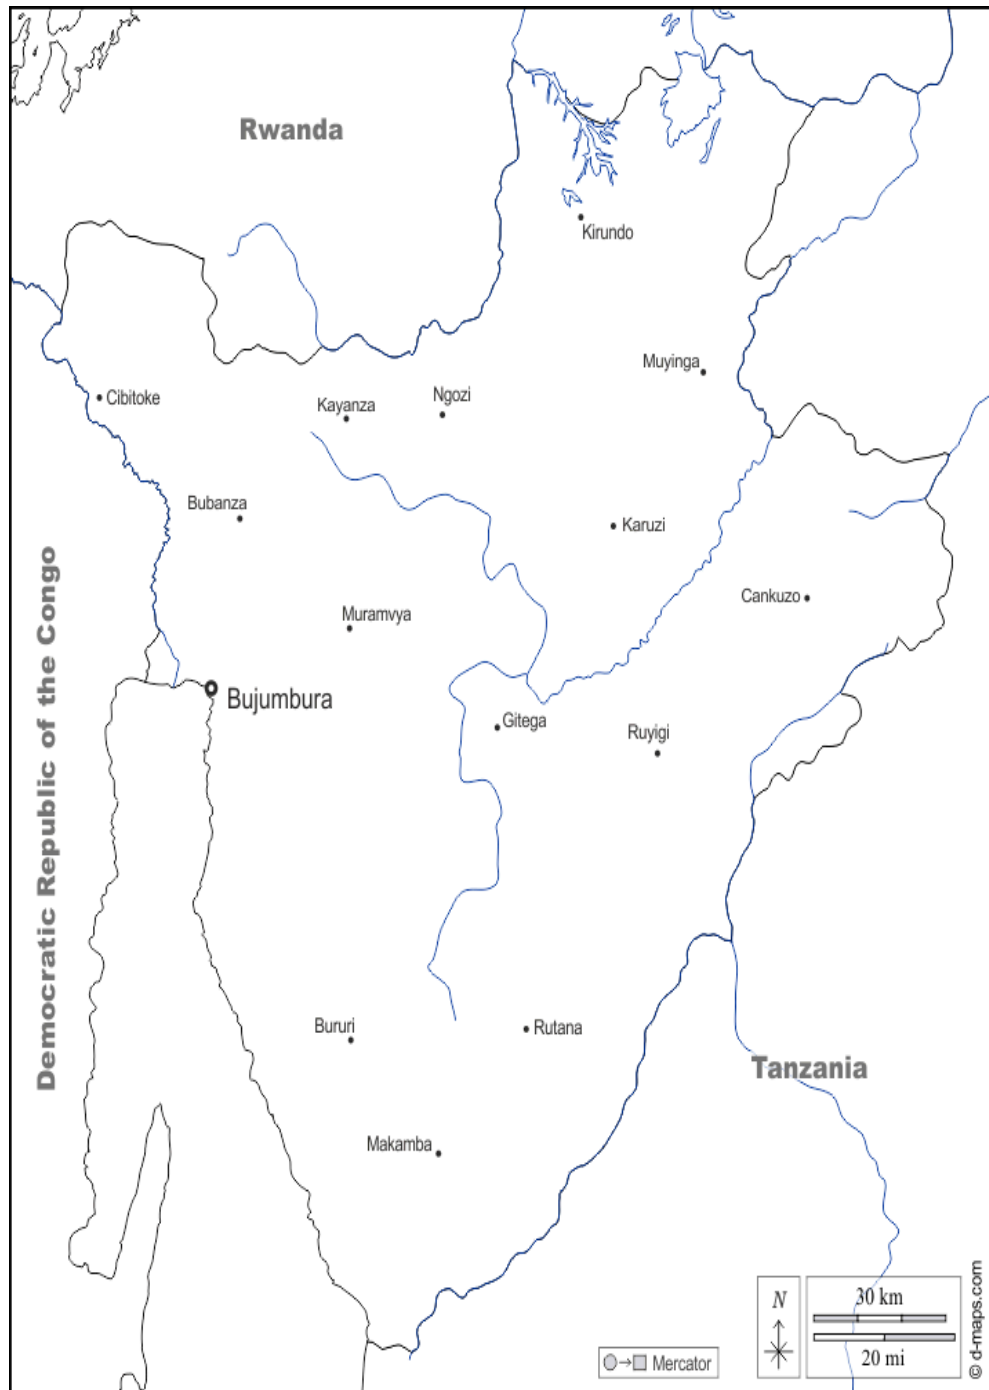 Rwanda
Kirundo
Muyinga
Cibitoke
Kayanza
Ngozi
Bubanza
Karuzi
Cankuzo
Muramvya
Democratic Republic of the Congo
Bujumbura
Gitega
Ruyigi
Bururi
Rutana
Tanzania
Makamba
N
30 km
20 mi
Mercator
© d-maps.com